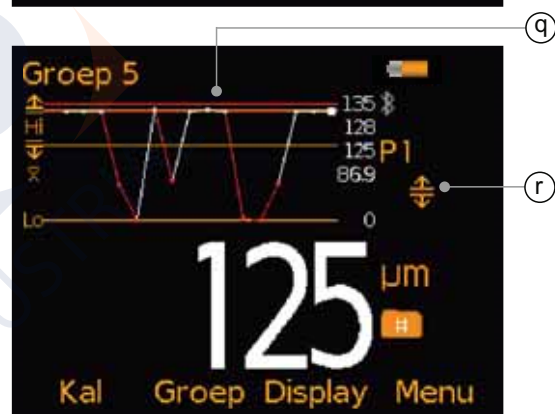 q
Groep 5
135
Hi 128
125 P1
x̄ 86.9
r
Lo 0
125 µm
#
Kal Groep Display Menu